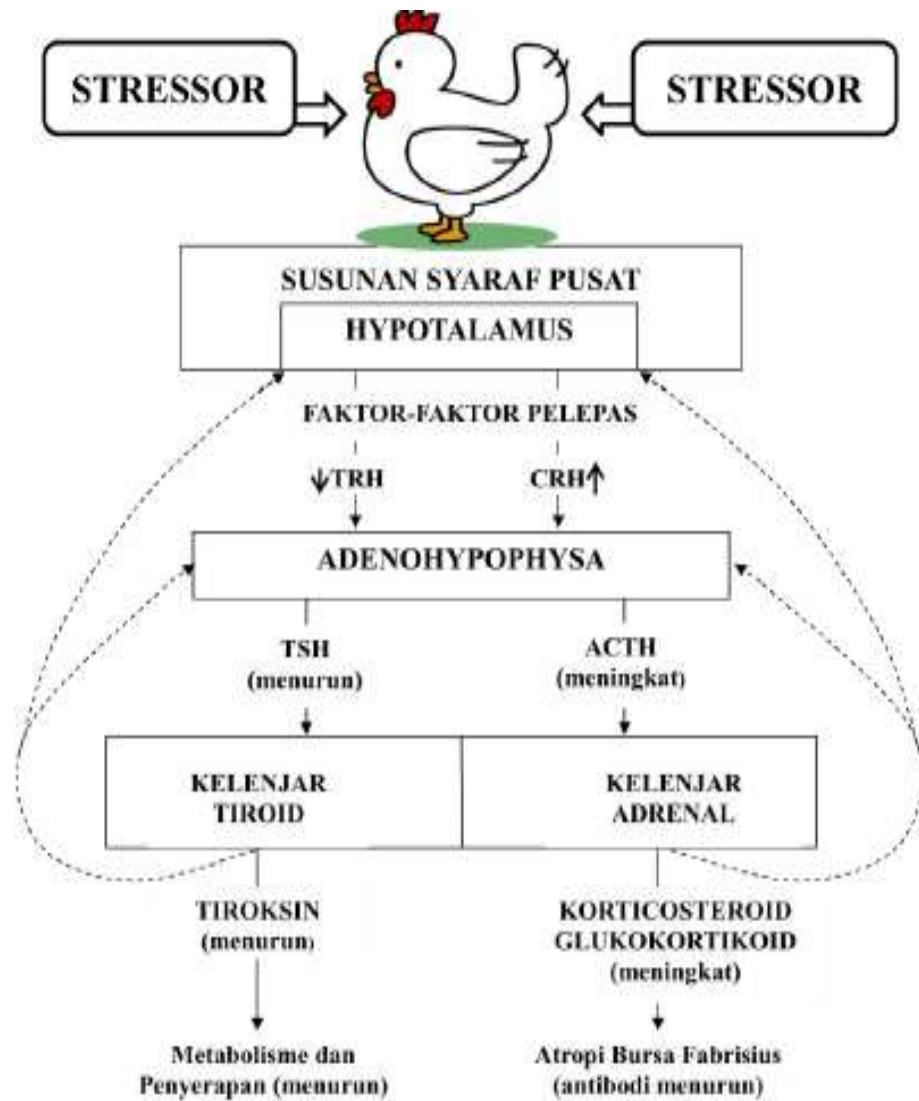 STRESSOR
STRESSOR
SUSUNAN SYARAF PUSAT
HYPOTALAMUS
FAKTOR-FAKTOR PELEPAS
↓TRH
CRH↑
ADENOHYPOPHYSA
TSH
(menurun)
ACTH
(meningkat)
KELENJAR
TIROID
KELENJAR
ADRENAL
TIROKSIN
(menurun)
KORTICOSTEROID
GLUKOKORTIKOID
(meningkat)
Metabolisme dan
Penyerapan (menurun)
Atropi Bursa Fabrisius
(antibodi menurun)